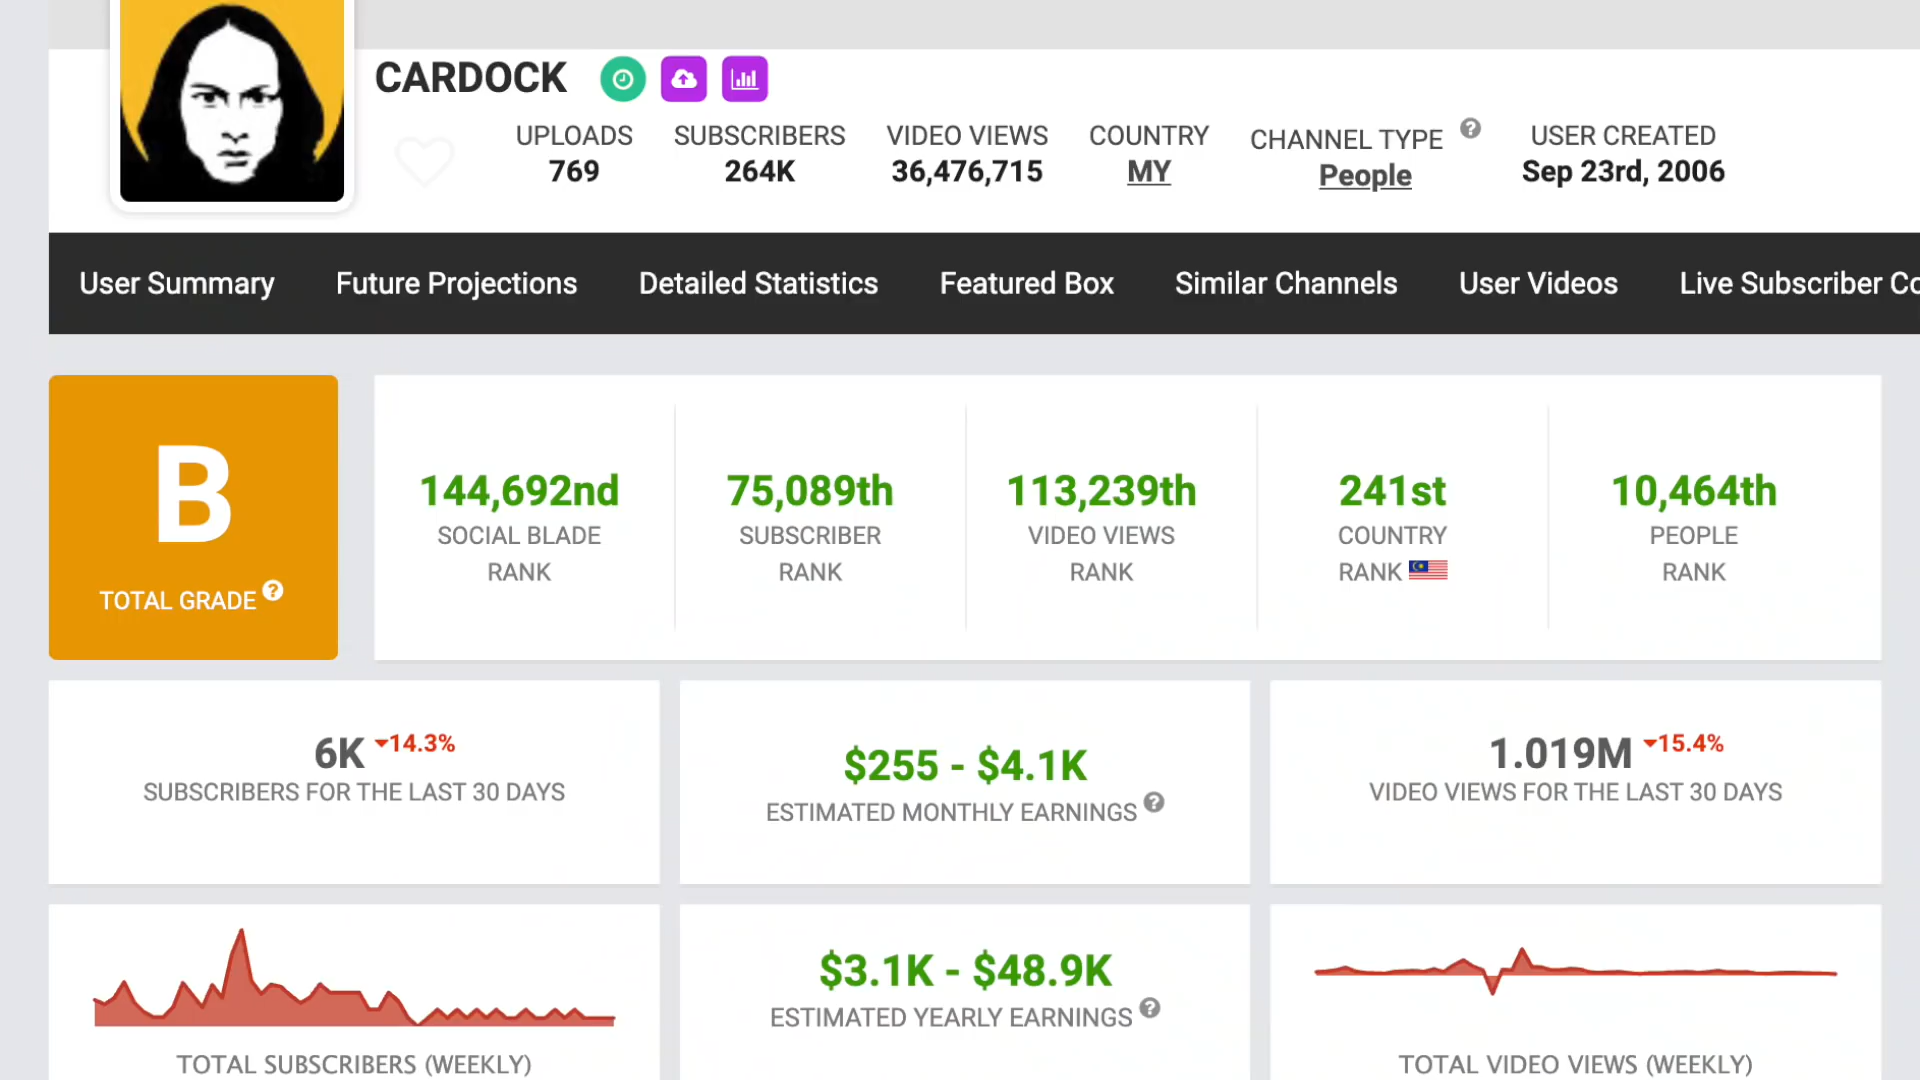 CARDOCK
UPLOADS
769
SUBSCRIBERS
264K
VIDEO VIEWS
36,476,715
COUNTRY
MY
CHANNEL TYPE ?
People
USER CREATED
Sep 23rd, 2006
User Summary
Future Projections
Detailed Statistics
Featured Box
Similar Channels
User Videos
Live Subscriber Co
B
TOTAL GRADE ?
144,692nd
SOCIAL BLADE
RANK
75,089th
SUBSCRIBER
RANK
113,239th
VIDEO VIEWS
RANK
241st
COUNTRY
RANK
10,464th
PEOPLE
RANK
6K 14.3%
SUBSCRIBERS FOR THE LAST 30 DAYS
$255 - $4.1K
ESTIMATED MONTHLY EARNINGS ?
1.019M 15.4%
VIDEO VIEWS FOR THE LAST 30 DAYS
TOTAL SUBSCRIBERS (WEEKLY)
$3.1K - $48.9K
ESTIMATED YEARLY EARNINGS ?
TOTAL VIDEO VIEWS (WEEKLY)